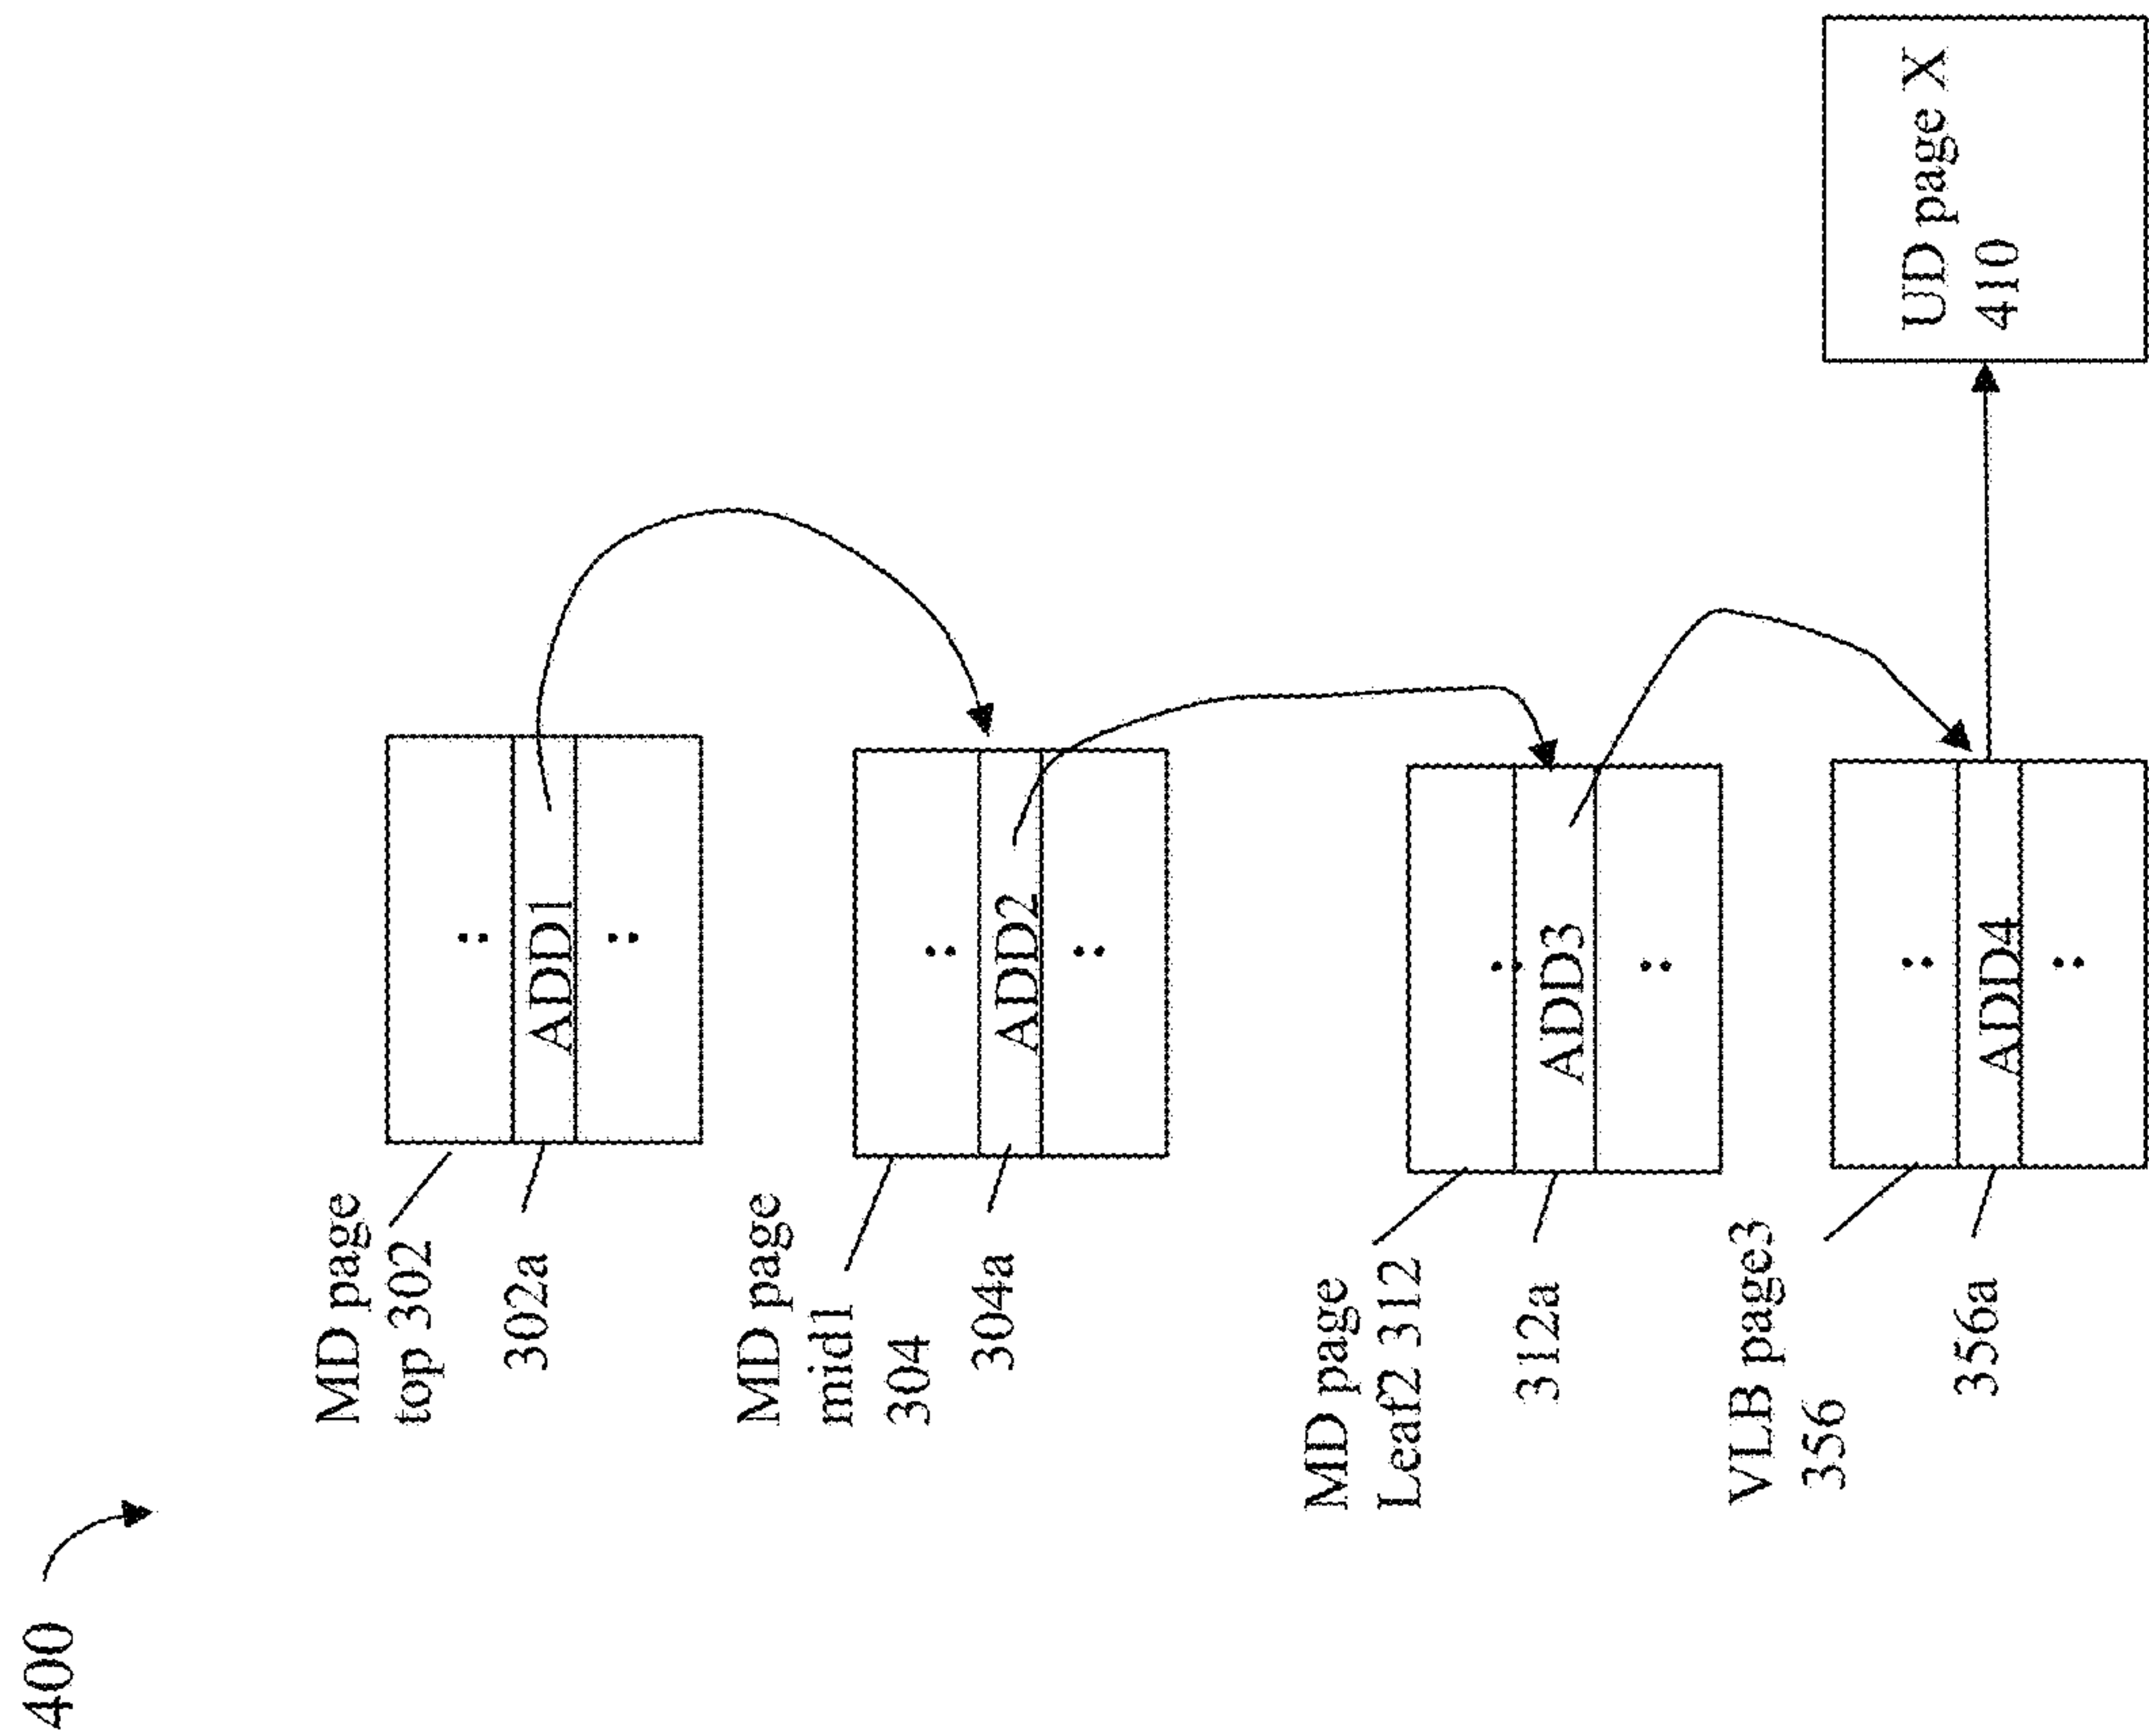 400
MD page
top 302
302a
:
ADD1
:
MD page
mid1
304
304a
:
ADD2
:
MD page
Leaf2 312
312a
:
ADD3
:
VLB page3
356
356a
:
ADD4
:
UD page X
410